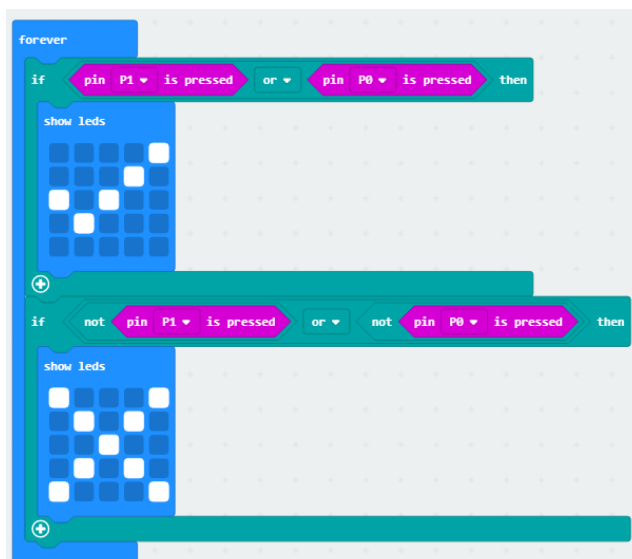 forever
if pin P1 is pressed or pin P0 is pressed then
show leds
if not pin P1 is pressed or not pin P0 is pressed then
show leds